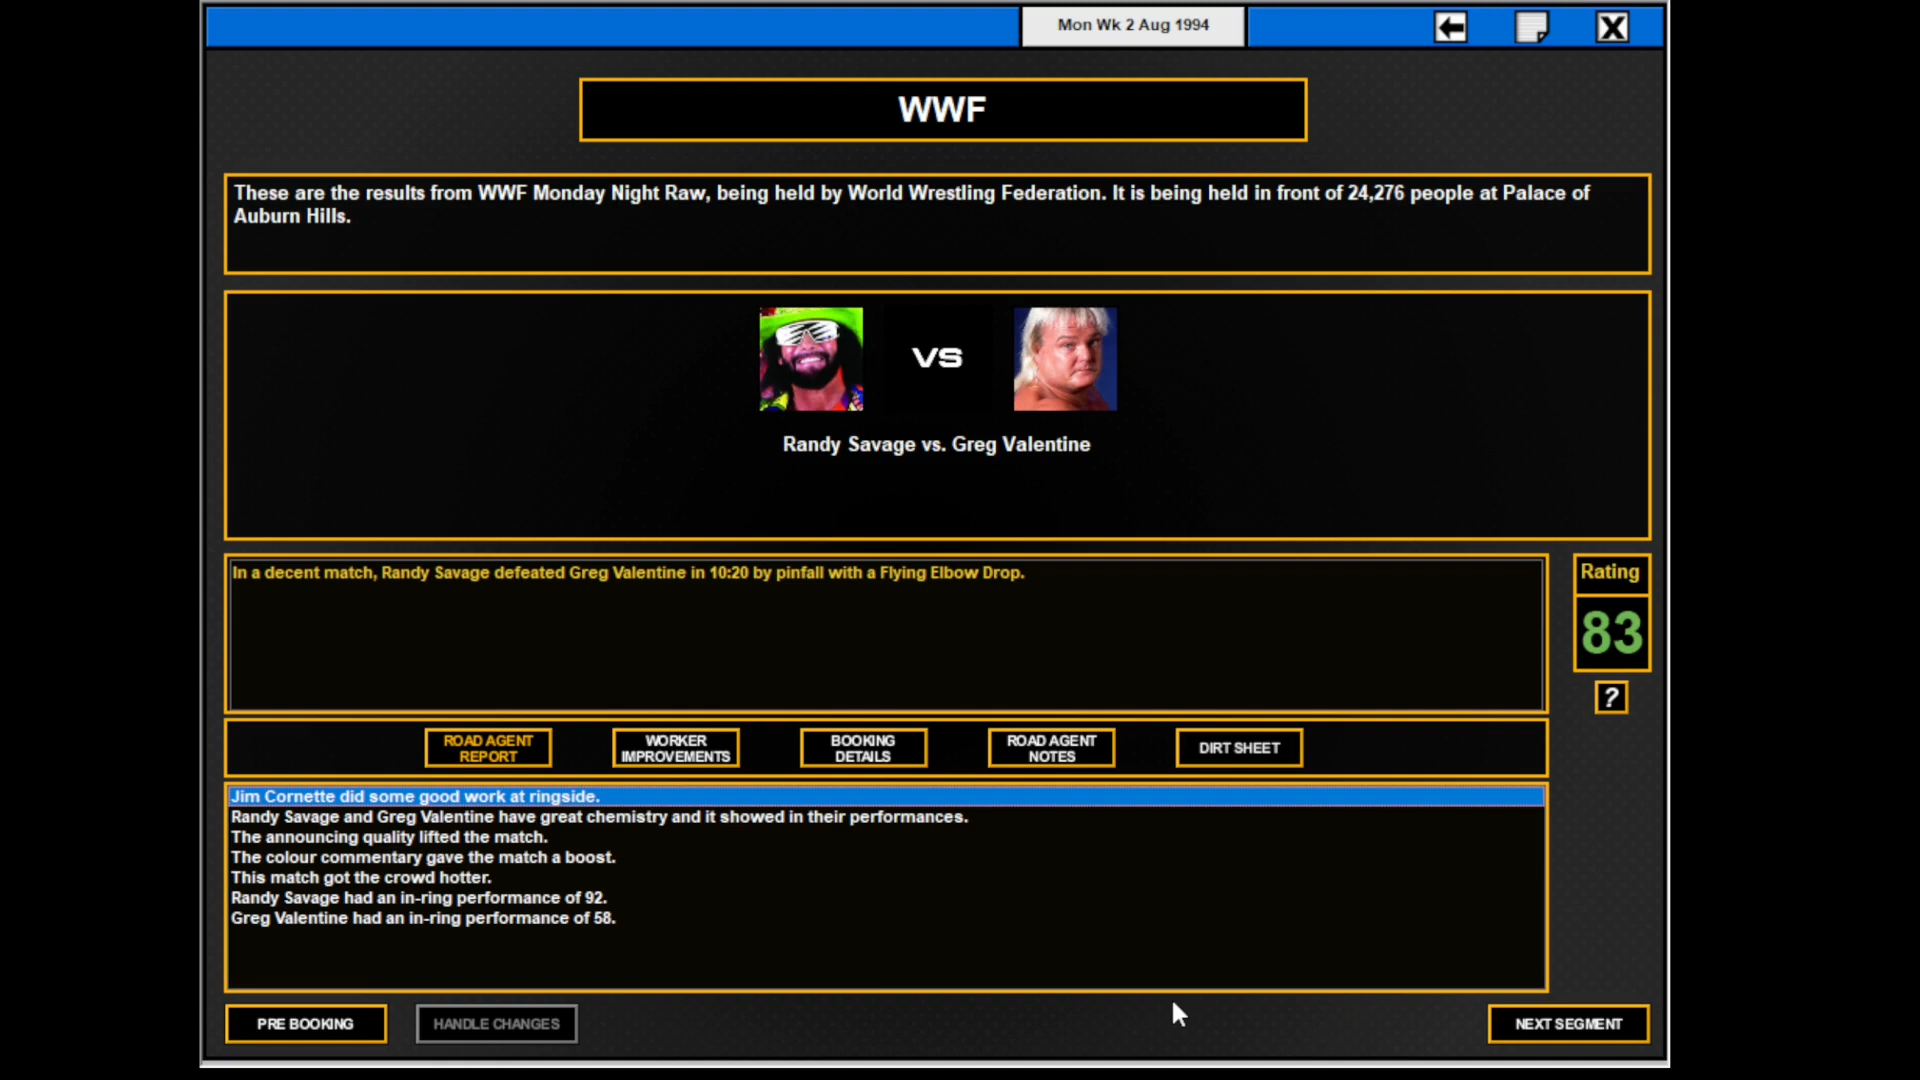 Mon Wk 2 Aug 1994
WWF
These are the results from WWF Monday Night Raw, being held by World Wrestling Federation. It is being held in front of 24,276 people at Palace of
Auburn Hills.
VS
Randy Savage vs. Greg Valentine
In a decent match, Randy Savage defeated Greg Valentine in 10:20 by pinfall with a Flying Elbow Drop.
Rating
83
?
ROAD AGENT
REPORT
WORKER
IMPROVEMENTS
BOOKING
DETAILS
ROAD AGENT
NOTES
DIRT SHEET
Jim Cornette did some good work at ringside.
Randy Savage and Greg Valentine have great chemistry and it showed in their performances.
The announcing quality lifted the match.
The colour commentary gave the match a boost.
This match got the crowd hotter.
Randy Savage had an in-ring performance of 92.
Greg Valentine had an in-ring performance of 58.
PRE BOOKING
HANDLE CHANGES
NEXT SEGMENT